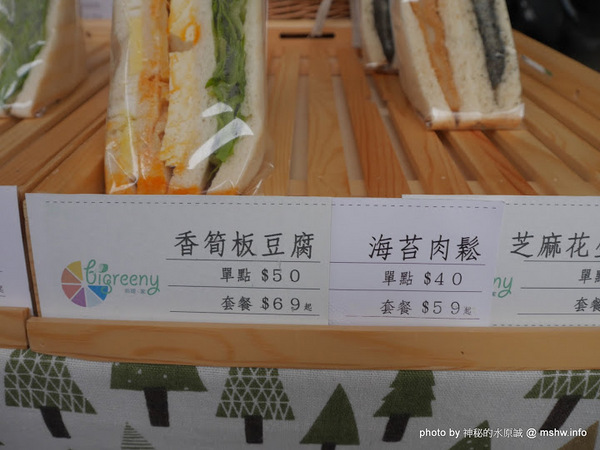 香筍板豆腐
單點 $50
套餐 $69起
bigreeny
海苔肉鬆
單點 $40
套餐 $59起
芝麻花
單
套餐
photo by 神秘的水原誠 @ mshw.info